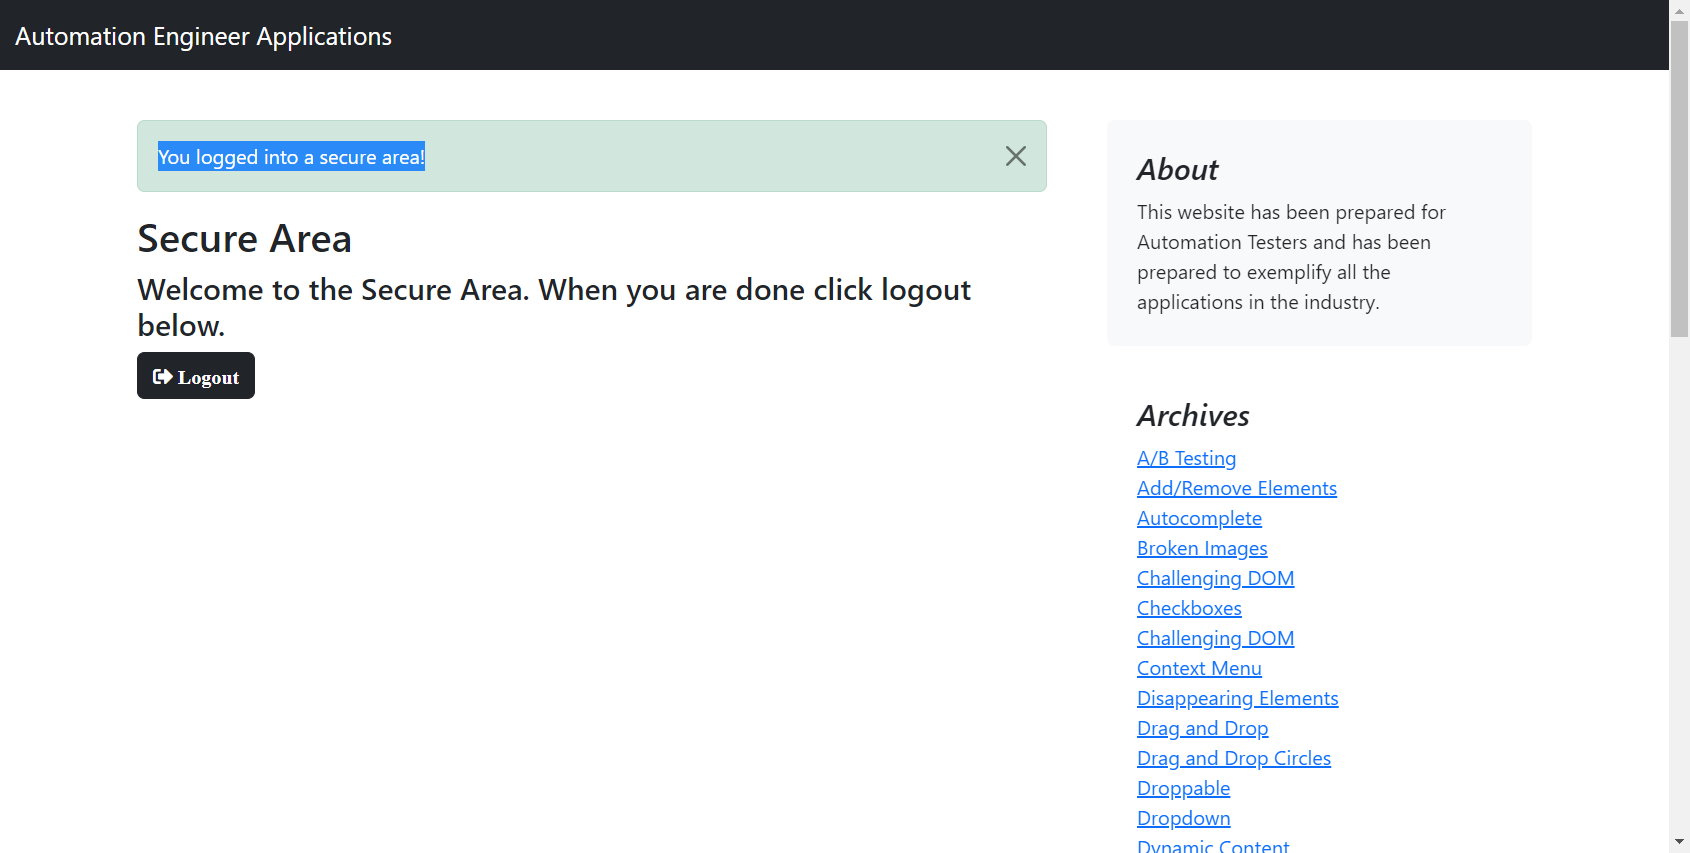 Automation Engineer Applications
You logged into a secure area!
Secure Area
Welcome to the Secure Area. When you are done click logout
below.
Logout
About
This website has been prepared for
Automation Testers and has been
prepared to exemplify all the
applications in the industry.
Archives
A/B Testing
Add/Remove Elements
Autocomplete
Broken Images
Challenging DOM
Checkboxes
Challenging DOM
Context Menu
Disappearing Elements
Drag and Drop
Drag and Drop Circles
Droppable
Dropdown
Dynamic Content